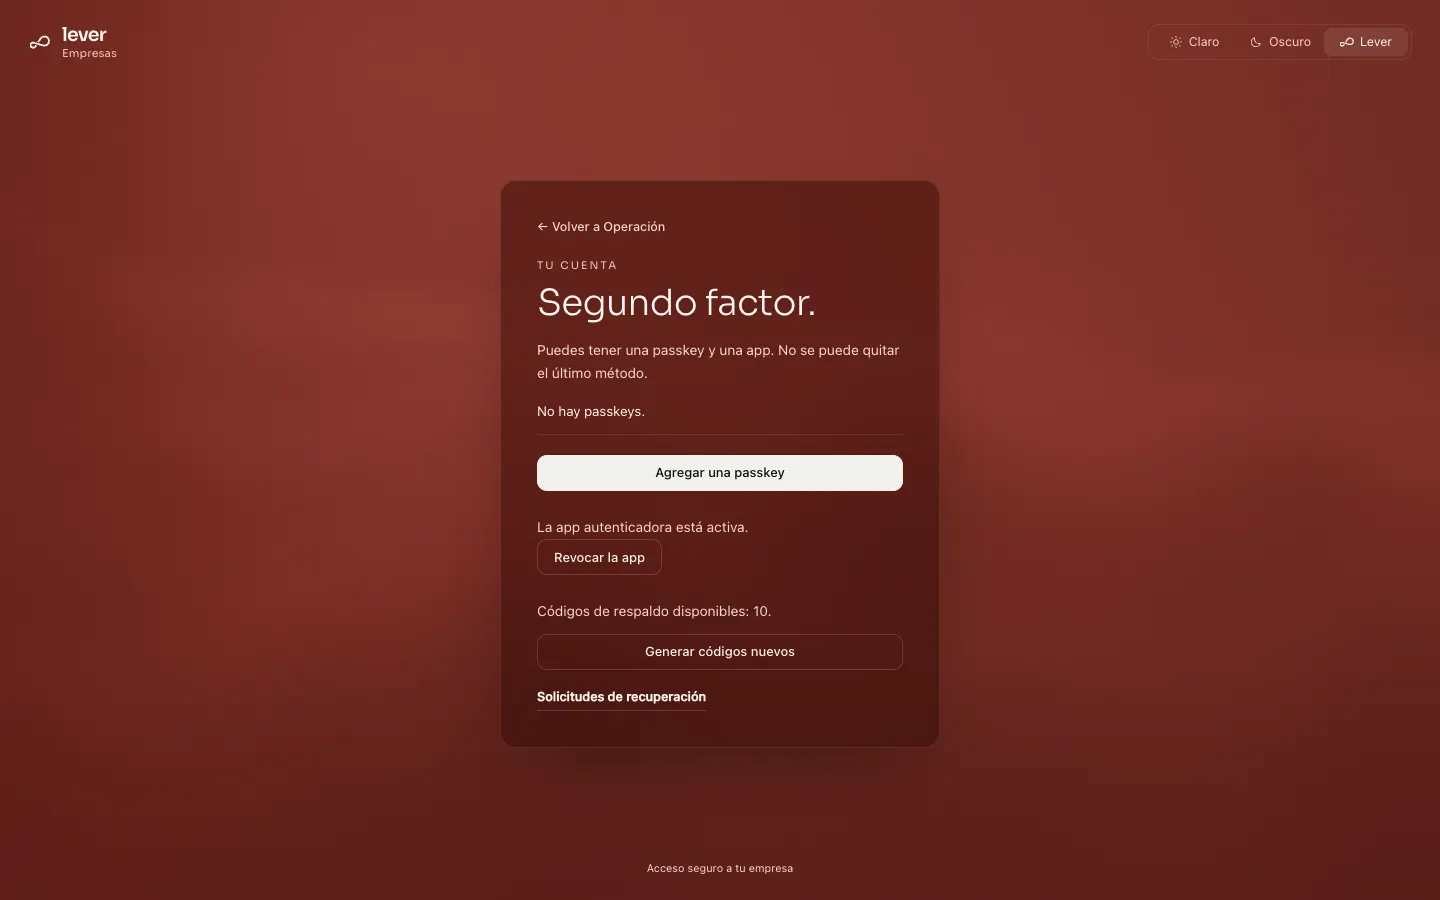 lever
Empresas
Claro
Oscuro
Lever
← Volver a Operación
TU CUENTA
Segundo factor.
Puedes tener una passkey y una app. No se puede quitar
el último método.
No hay passkeys.
Agregar una passkey
La app autenticadora está activa.
Revocar la app
Códigos de respaldo disponibles: 10.
Generar códigos nuevos
Solicitudes de recuperación
Acceso seguro a tu empresa